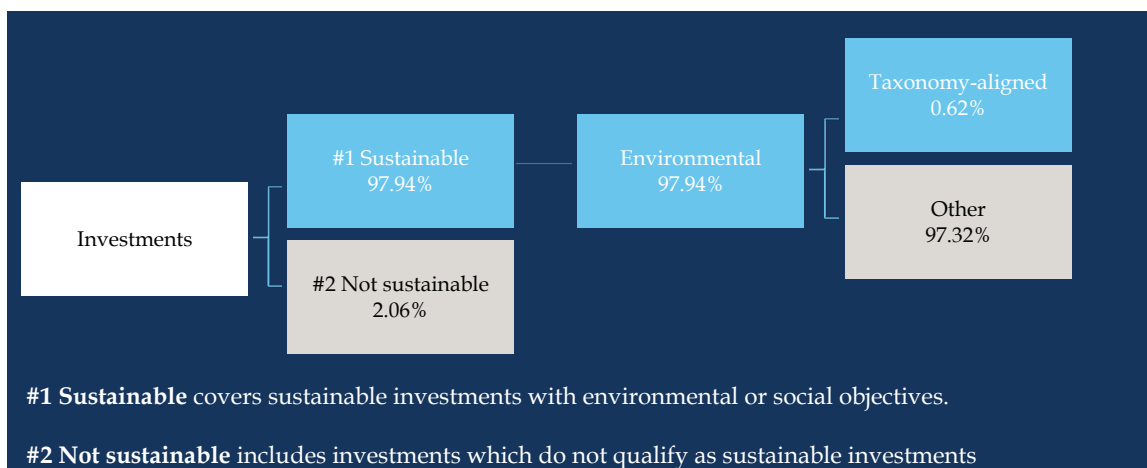 Taxonomy-aligned
0.62%
#1 Sustainable
97.94%
Environmental
97.94%
Other
97.32%
Investments
#2 Not sustainable
2.06%
#1 Sustainable covers sustainable investments with environmental or social objectives.
#2 Not sustainable includes investments which do not qualify as sustainable investments